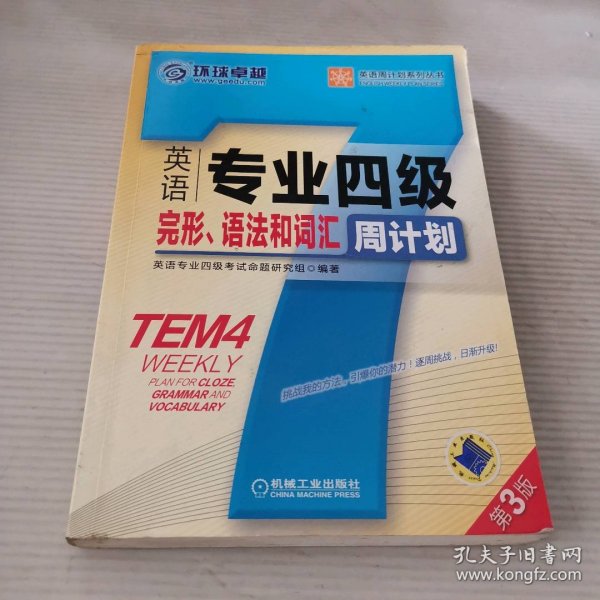 环球卓越
www.geedu.com
英语周计划系列丛书
英语
专业四级
完形、语法和词汇
周计划
英语专业四级考试命题研究组 编著
TEM4
WEEKLY
PLAN FOR CLOZE,
GRAMMAR AND
VOCABULARY
挑战我的方法,引爆你的潜力!逐周挑战,日渐升级!
机械工业出版社
CHINA MACHINE PRESS
第3版
孔夫子旧书网
www.kongfz.com